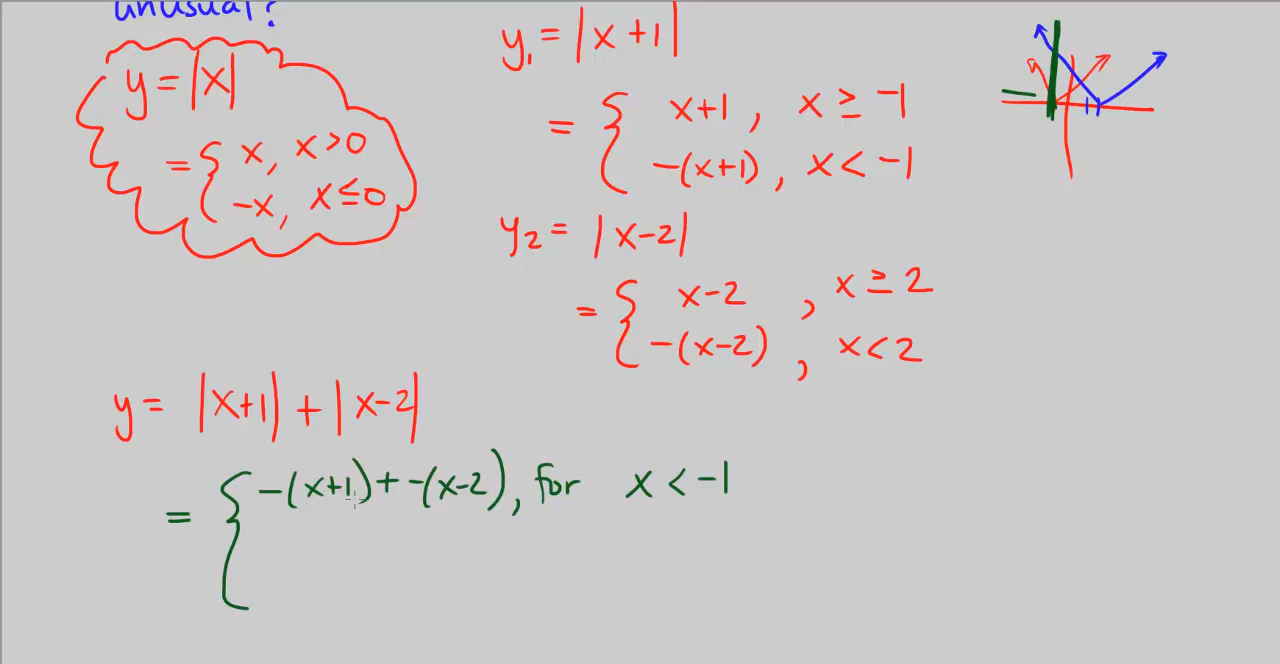 unusual?
y = |x|
= { x, x > 0
-x, x ≤ 0
y₁ = |x+1|
= { x+1, x ≥ -1
-(x+1), x < -1
y₂ = |x-2|
= { x-2, x ≥ 2
-(x-2), x < 2
y = |x+1| + |x-2|
= { -(x+1) + -(x-2), for x < -1